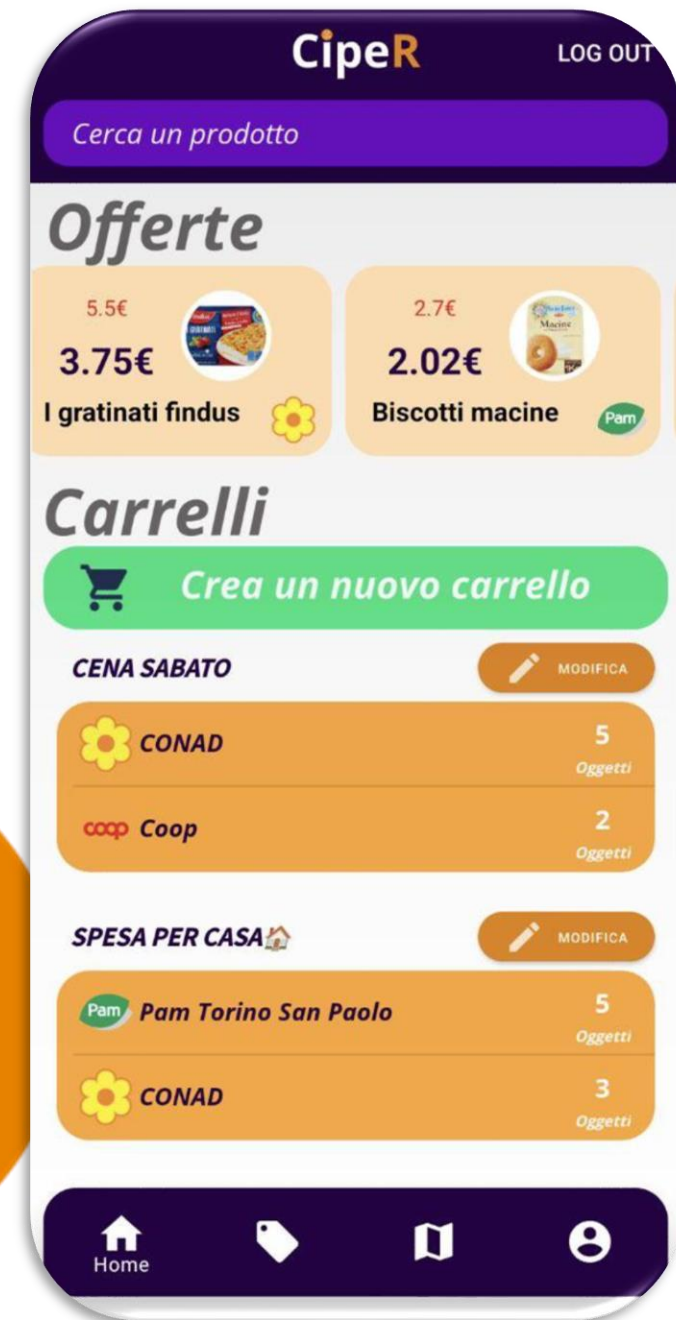 CipeR
LOG OUT
Cerca un prodotto
Offerte
5.5€
3.75€
I gratinati findus
2.7€
2.02€
Macine
Biscotti macine
Pam
Carrelli
Crea un nuovo carrello
CENA SABATO
MODIFICA
CONAD
5
Oggetti
coop
Coop
2
Oggetti
SPESA PER CASA🏠
MODIFICA
Pam
Pam Torino San Paolo
5
Oggetti
CONAD
3
Oggetti
Home